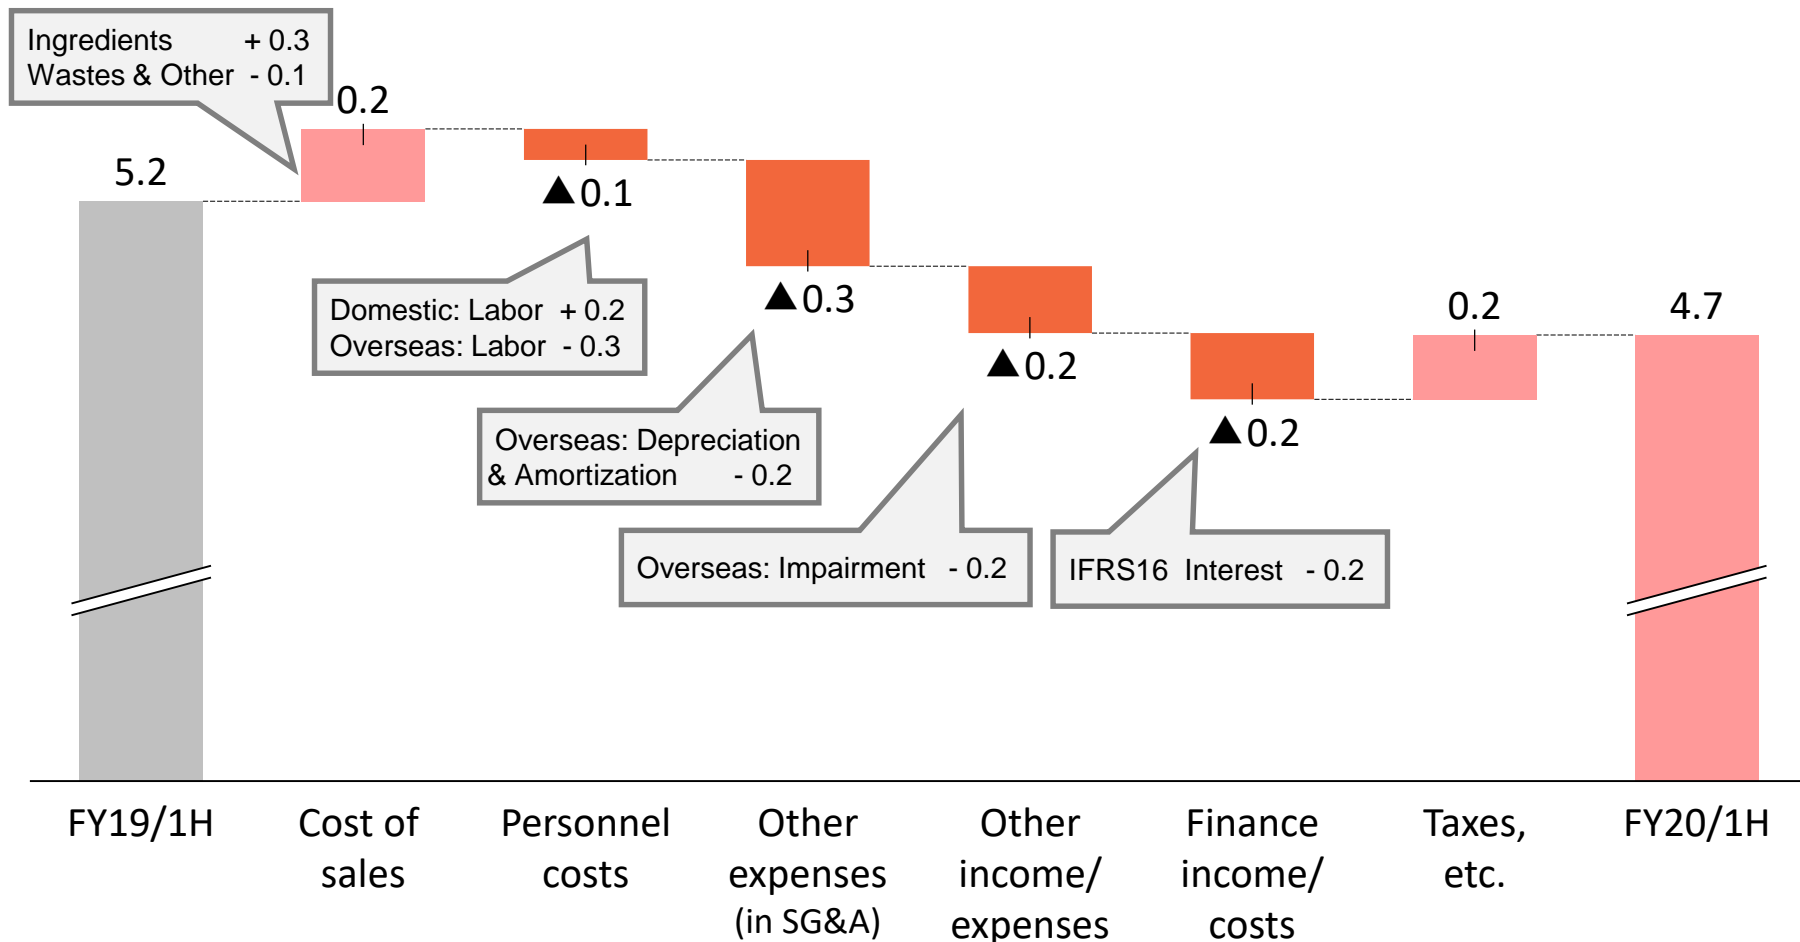 Ingredients + 0.3
Wastes & Other - 0.1
5.2
0.2
▲0.1
▲0.3
▲0.2
▲0.2
0.2
4.7
Domestic: Labor + 0.2
Overseas: Labor - 0.3
Overseas: Depreciation
& Amortization - 0.2
Overseas: Impairment - 0.2
IFRS16 Interest - 0.2
FY19/1H
Cost of
sales
Personnel
costs
Other
expenses
(in SG&A)
Other
income/
expenses
Finance
income/
costs
Taxes,
etc.
FY20/1H